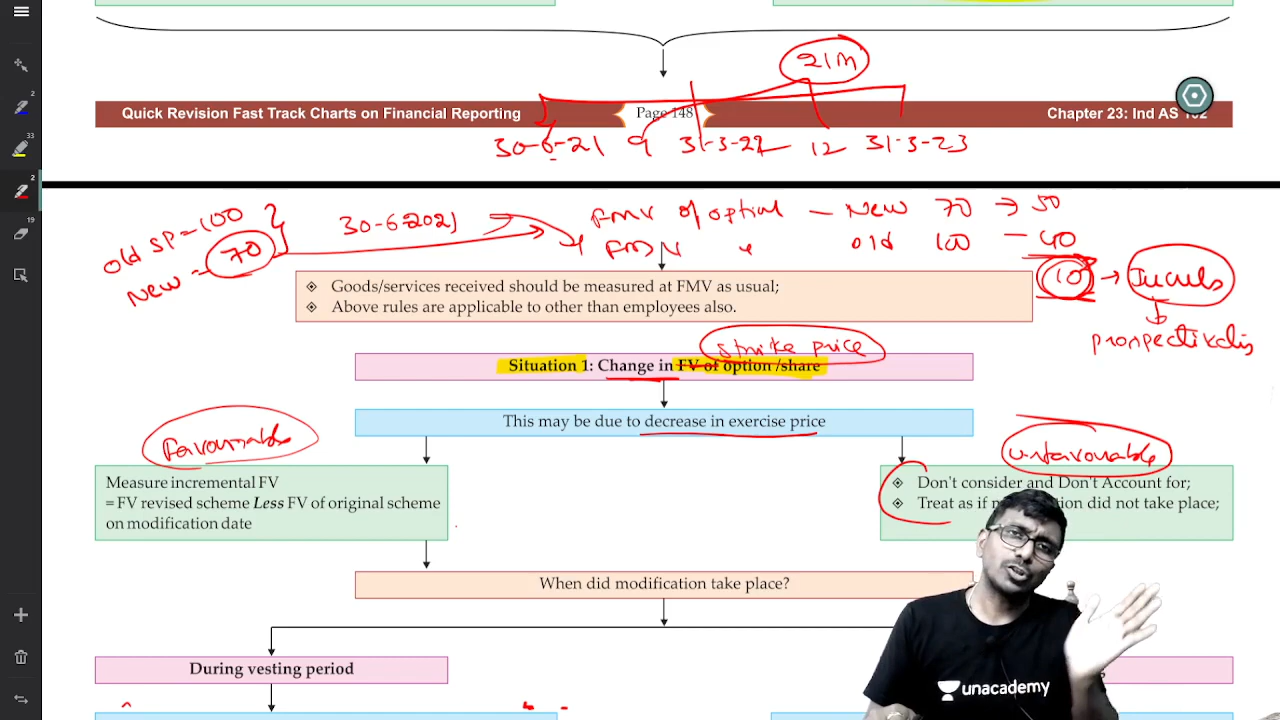 21M
Quick Revision Fast Track Charts on Financial Reporting
Page 148
Chapter 23: Ind AS 102
30-6-21 9 31-3-22 12 31-3-23
Old SP = 100
New - 70
30-6-2021
FMV of option - New 70 → 50
FMV " Old 100 - 40
10 →
prospectively
Goods/services received should be measured at FMV as usual;
Above rules are applicable to other than employees also.
Strike price
Situation 1: Change in FV of option /share
This may be due to decrease in exercise price
Favourable
unfavourable
Measure incremental FV
= FV revised scheme Less FV of original scheme
on modification date
Don't consider and Don't Account for;
Treat as if did not take place;
When did modification take place?
During vesting period
unacademy